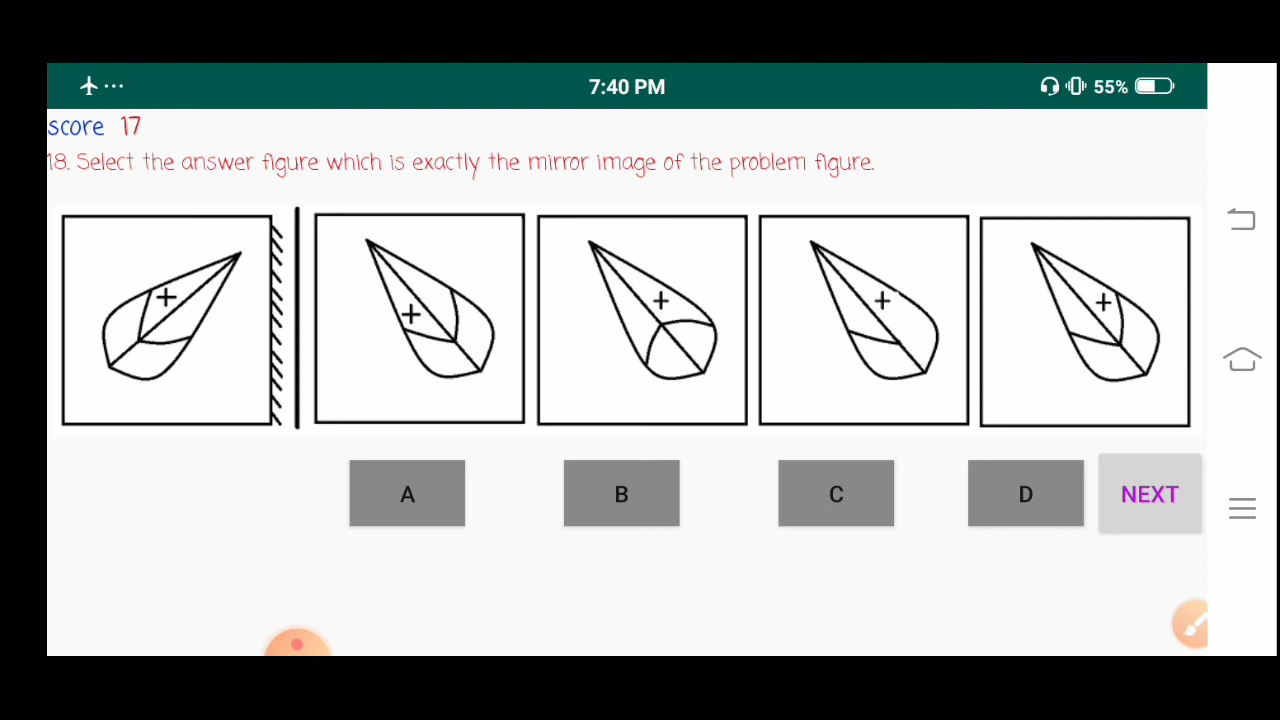 7:40 PM 55%
score 17
18. Select the answer figure which is exactly the mirror image of the problem figure.
A B C D NEXT